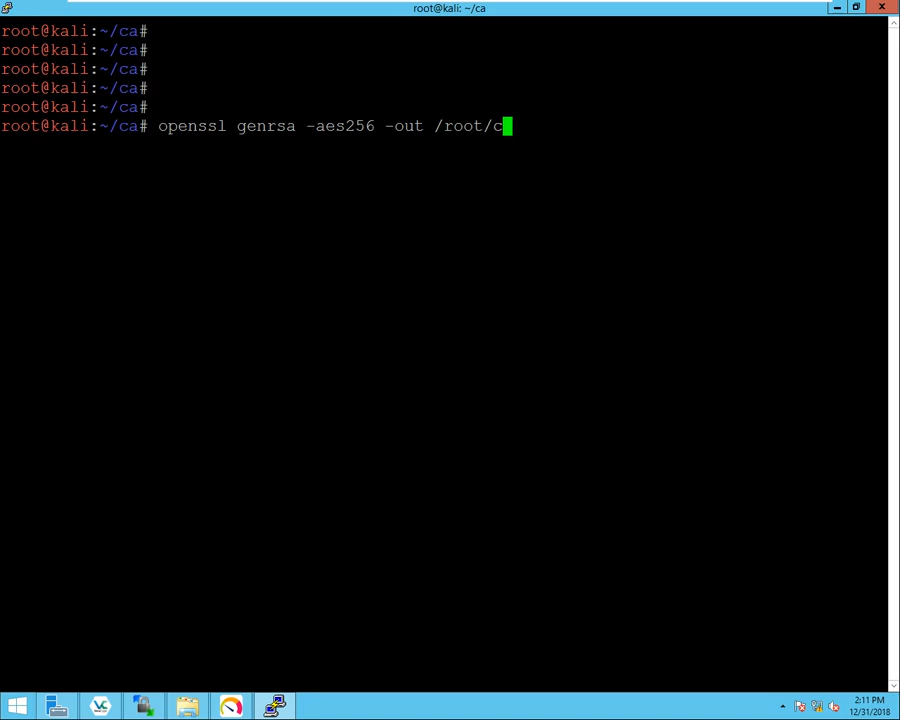 root@kali: ~/ca
root@kali:~/ca#
root@kali:~/ca#
root@kali:~/ca#
root@kali:~/ca#
root@kali:~/ca#
root@kali:~/ca# openssl genrsa -aes256 -out /root/c
VC
2:11 PM
12/31/2018